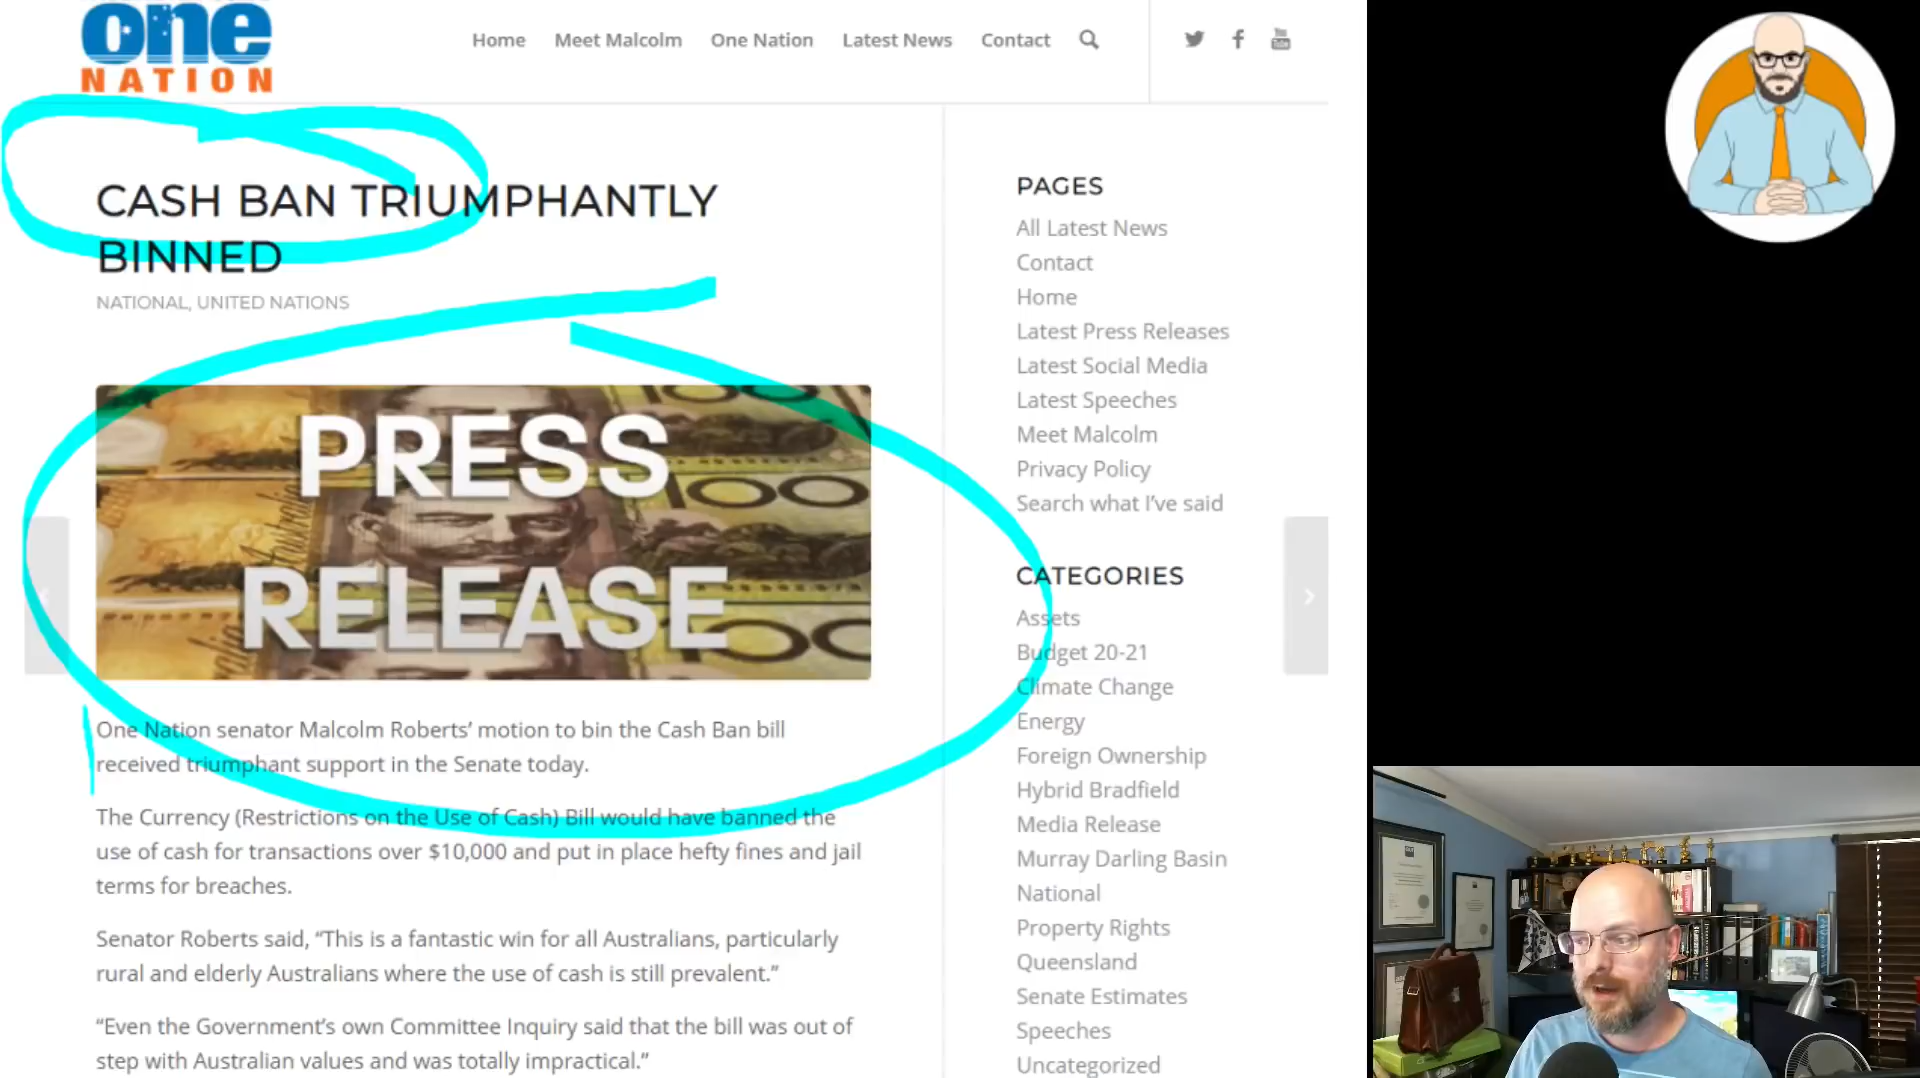 one
NATION
Home
Meet Malcolm
One Nation
Latest News
Contact
You
Tube
CASH BAN TRIUMPHANTLY
BINNED
NATIONAL, UNITED NATIONS
PRESS
RELEASE
100
100
100
Australia
One Nation senator Malcolm Roberts’ motion to bin the Cash Ban bill
received triumphant support in the Senate today.
The Currency (Restrictions on the Use of Cash) Bill would have banned the
use of cash for transactions over $10,000 and put in place hefty fines and jail
terms for breaches.
Senator Roberts said, “This is a fantastic win for all Australians, particularly
rural and elderly Australians where the use of cash is still prevalent.”
“Even the Government’s own Committee Inquiry said that the bill was out of
step with Australian values and was totally impractical.”
PAGES
All Latest News
Contact
Home
Latest Press Releases
Latest Social Media
Latest Speeches
Meet Malcolm
Privacy Policy
Search what I’ve said
CATEGORIES
Assets
Budget 20-21
Climate Change
Energy
Foreign Ownership
Hybrid Bradfield
Media Release
Murray Darling Basin
National
Property Rights
Queensland
Senate Estimates
Speeches
Uncategorized